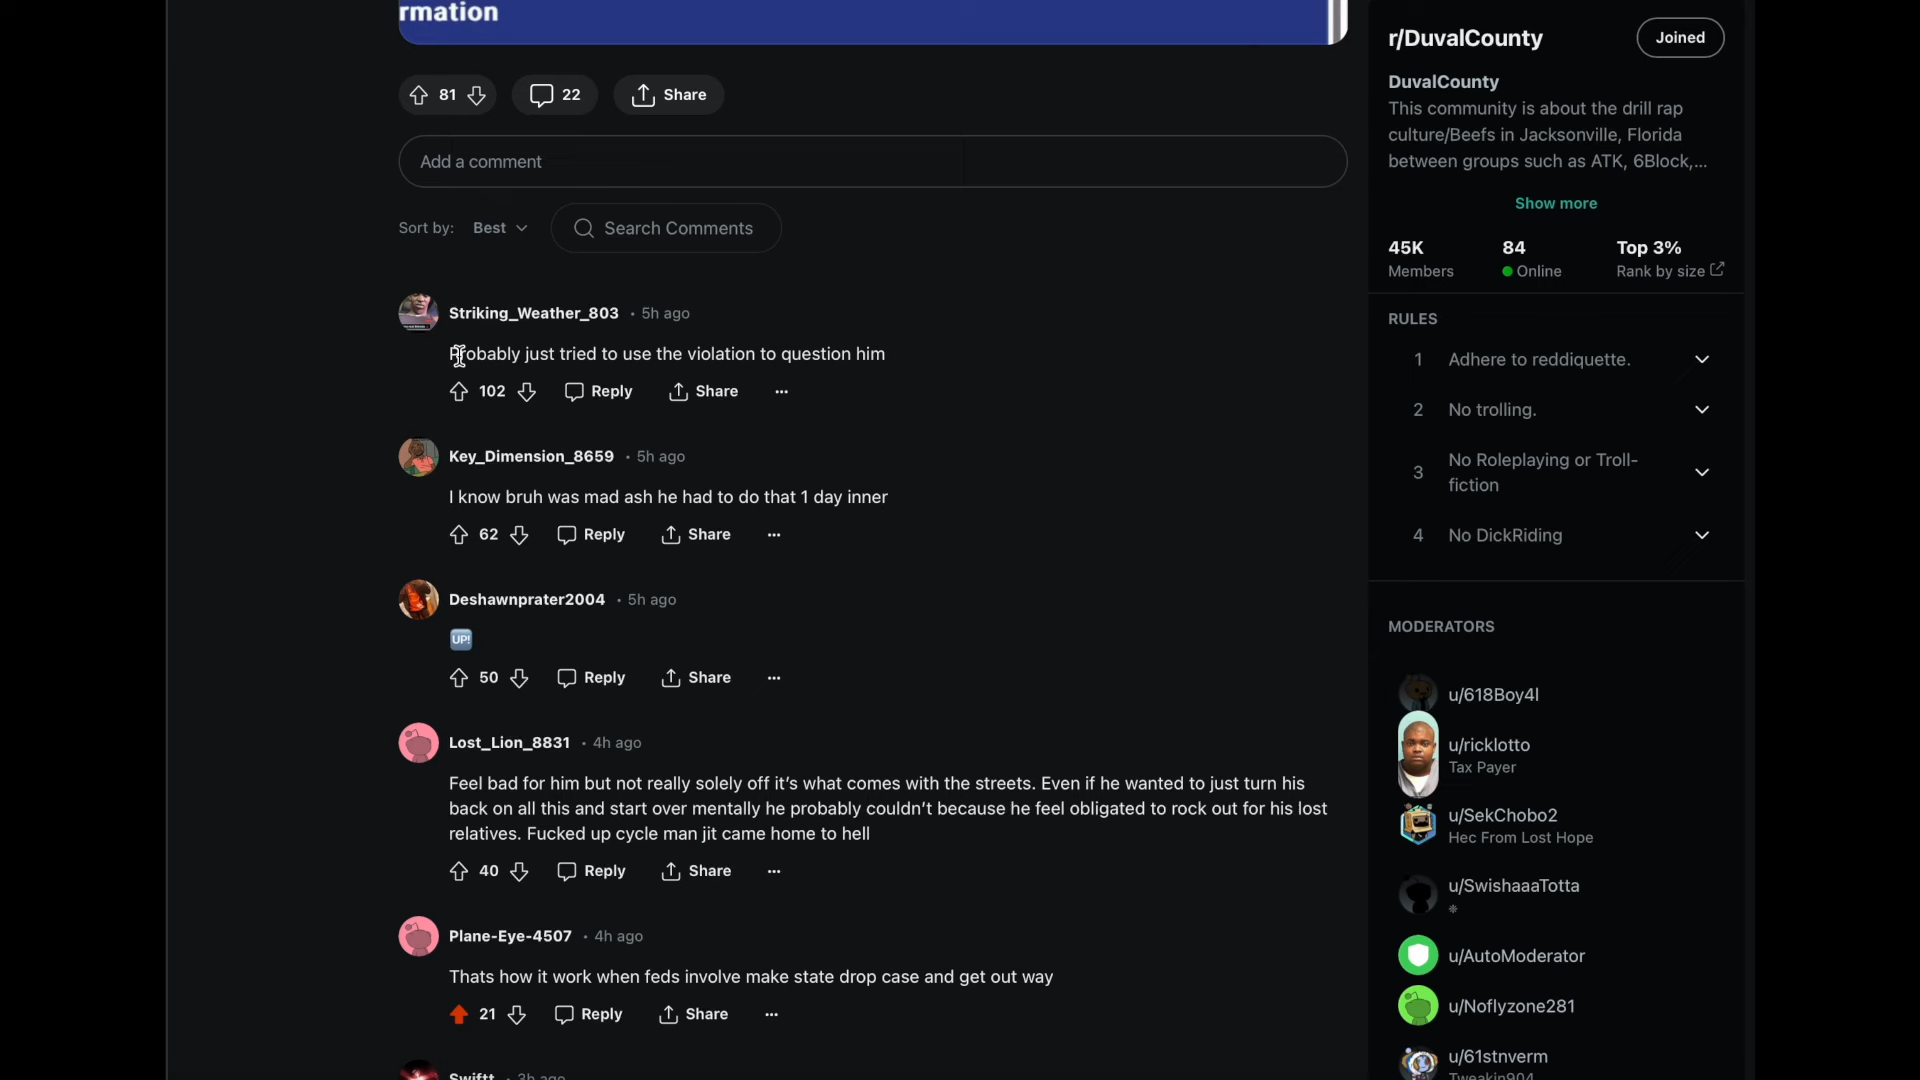 rmation
81
22
Share
Add a comment
Sort by: Best
Search Comments
Striking_Weather_803 • 5h ago
Probably just tried to use the violation to question him
102
Reply
Share
...
Key_Dimension_8659 • 5h ago
I know bruh was mad ash he had to do that 1 day inner
62
Reply
Share
...
Deshawnprater2004 • 5h ago
UP!
50
Reply
Share
...
Lost_Lion_8831 • 4h ago
Feel bad for him but not really solely off it's what comes with the streets. Even if he wanted to just turn his
back on all this and start over mentally he probably couldn't because he feel obligated to rock out for his lost
relatives. Fucked up cycle man jit came home to hell
40
Reply
Share
...
Plane-Eye-4507 • 4h ago
Thats how it work when feds involve make state drop case and get out way
21
Reply
Share
...
Swiftt • 3h ago
r/DuvalCounty
Joined
DuvalCounty
This community is about the drill rap
culture/Beefs in Jacksonville, Florida
between groups such as ATK, 6Block,...
Show more
45K 84 Top 3%
Members Online Rank by size
RULES
1 Adhere to reddiquette.
2 No trolling.
3 No Roleplaying or Troll-
fiction
4 No DickRiding
MODERATORS
u/618Boy4l
u/ricklotto
Tax Payer
u/SekChobo2
Hec From Lost Hope
u/SwishaaaTotta
u/AutoModerator
u/Noflyzone281
u/61stnverm
Tweakin904